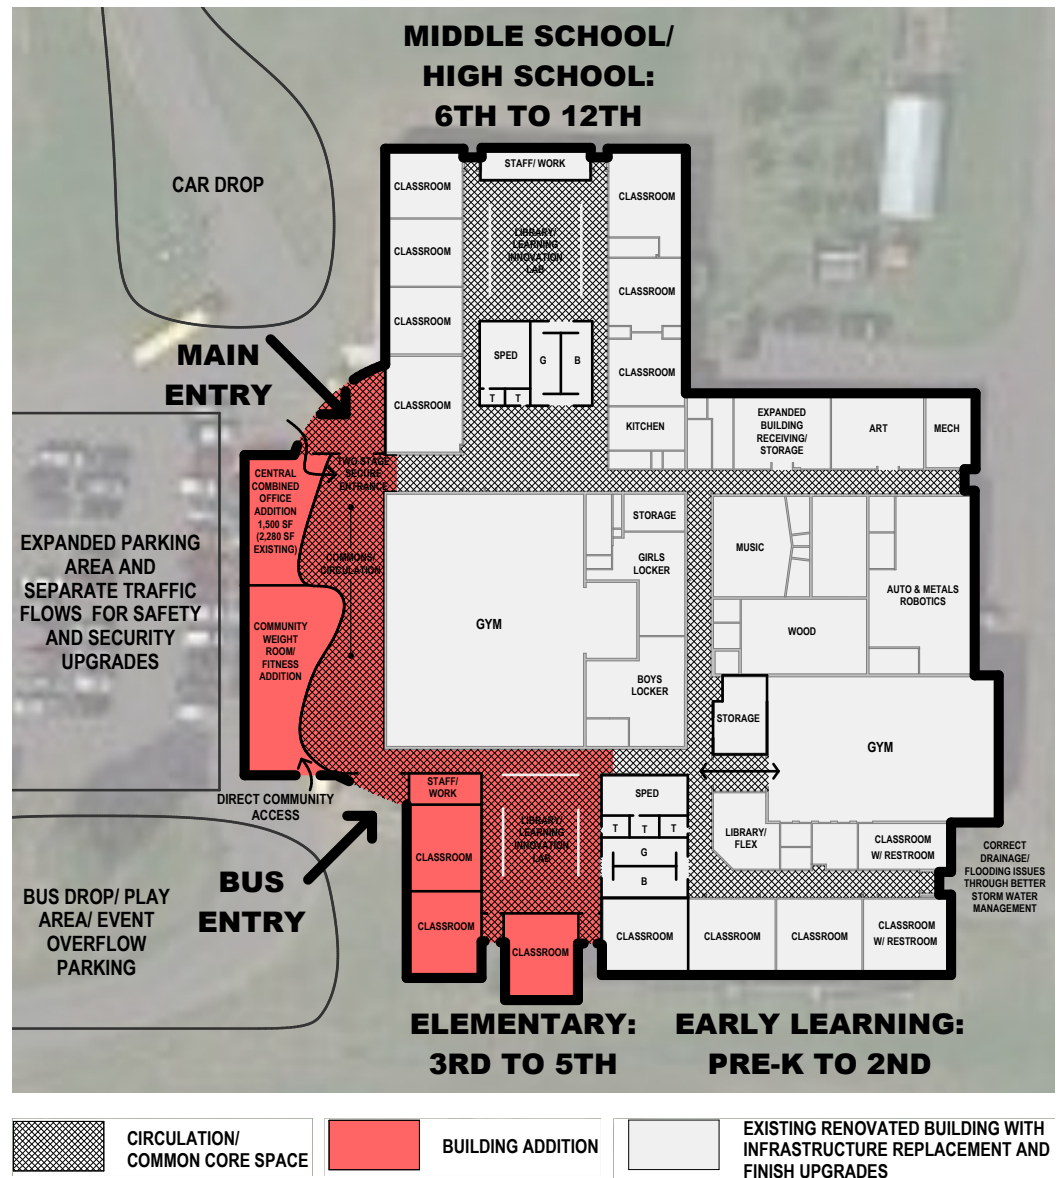 MIDDLE SCHOOL/
HIGH SCHOOL:
6TH TO 12TH
CAR DROP
STAFF/ WORK
CLASSROOM
CLASSROOM
LIBRARY/
LEARNING
INNOVATION
LAB
CLASSROOM
CLASSROOM
CLASSROOM
CLASSROOM
CLASSROOM
SPED
G
B
T
T
CLASSROOM
KITCHEN
MAIN
ENTRY
EXPANDED
BUILDING
RECEIVING/
STORAGE
ART
MECH
TWO STAGE
SECURE
ENTRANCE
CENTRAL
COMBINED
OFFICE
ADDITION
1,500 SF
(2,280 SF
EXISTING)
COMMONS/
CIRCULATION
EXPANDED PARKING
AREA AND
SEPARATE TRAFFIC
FLOWS FOR SAFETY
AND SECURITY
UPGRADES
COMMUNITY
WEIGHT
ROOM/
FITNESS
ADDITION
GYM
STORAGE
GIRLS
LOCKER
BOYS
LOCKER
MUSIC
WOOD
AUTO & METALS
ROBOTICS
STORAGE
GYM
DIRECT COMMUNITY
ACCESS
STAFF/
WORK
LIBRARY/
LEARNING
INNOVATION
LAB
CLASSROOM
CLASSROOM
CLASSROOM
SPED
T
T
T
G
B
LIBRARY/
FLEX
CLASSROOM
W/ RESTROOM
CLASSROOM
CLASSROOM
CLASSROOM
CLASSROOM
W/ RESTROOM
CORRECT
DRAINAGE/
FLOODING ISSUES
THROUGH BETTER
STORM WATER
MANAGEMENT
BUS
ENTRY
BUS DROP/ PLAY
AREA/ EVENT
OVERFLOW
PARKING
ELEMENTARY:
3RD TO 5TH
EARLY LEARNING:
PRE-K TO 2ND
CIRCULATION/
COMMON CORE SPACE
BUILDING ADDITION
EXISTING RENOVATED BUILDING WITH
INFRASTRUCTURE REPLACEMENT AND
FINISH UPGRADES